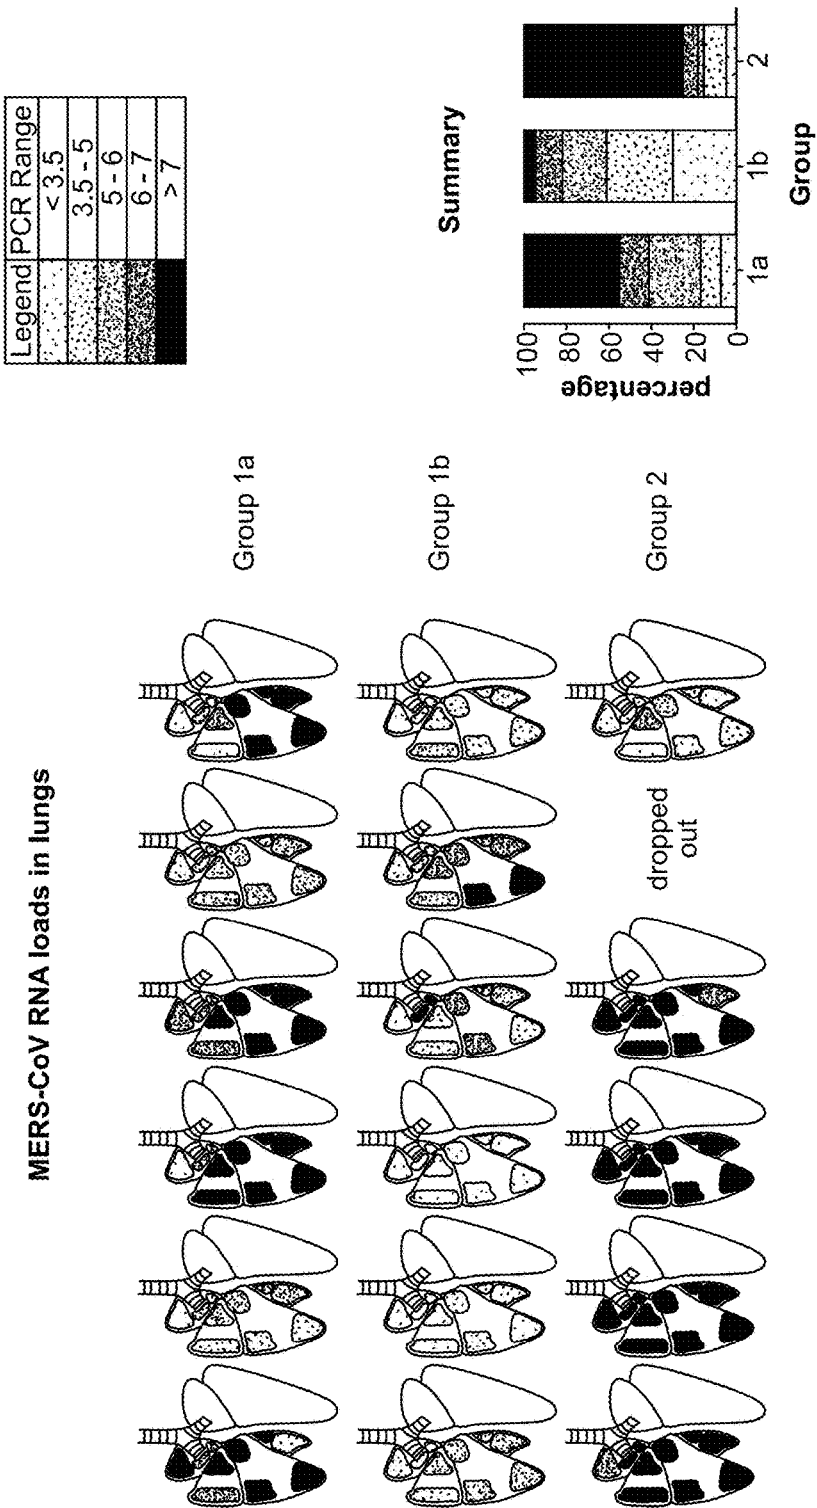 MERS-CoV RNA loads in lungs
Group 1a
Group 1b
dropped
out
Group 2
Legend PCR Range
< 3.5
3.5 - 5
5 - 6
6 - 7
> 7
Summary
percentage
100
80
60
40
20
0
1a
1b
2
Group